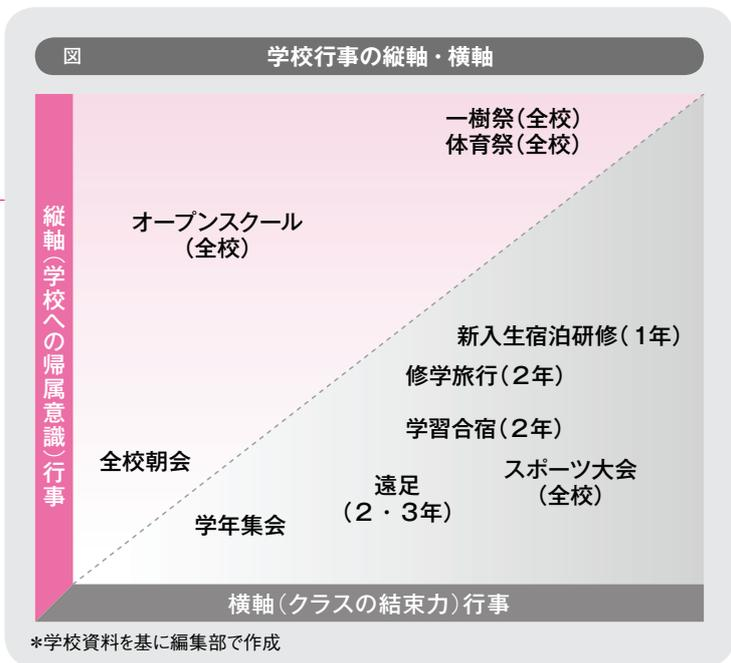 図
学校行事の縦軸・横軸
縦軸（学校への帰属意識）行事
一樹祭（全校）
体育祭（全校）
オープンスクール
（全校）
新入生宿泊研修（1年）
修学旅行（2年）
学習合宿（2年）
全校朝会
スポーツ大会
（全校）
遠足
（2・3年）
学年集会
横軸（クラスの結束力）行事
＊学校資料を基に編集部で作成